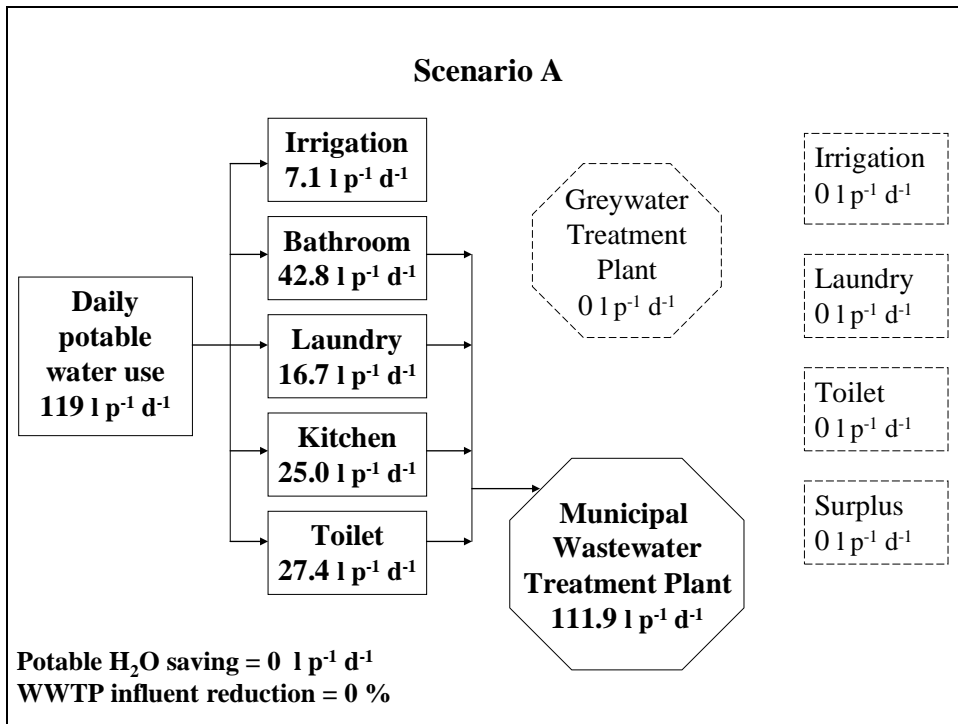 Scenario A
Daily
potable
water use
119 l p⁻¹ d⁻¹
Irrigation
7.1 l p⁻¹ d⁻¹
Bathroom
42.8 l p⁻¹ d⁻¹
Laundry
16.7 l p⁻¹ d⁻¹
Kitchen
25.0 l p⁻¹ d⁻¹
Toilet
27.4 l p⁻¹ d⁻¹
Greywater
Treatment
Plant
0 l p⁻¹ d⁻¹
Municipal
Wastewater
Treatment Plant
111.9 l p⁻¹ d⁻¹
Irrigation
0 l p⁻¹ d⁻¹
Laundry
0 l p⁻¹ d⁻¹
Toilet
0 l p⁻¹ d⁻¹
Surplus
0 l p⁻¹ d⁻¹
Potable H₂O saving = 0 l p⁻¹ d⁻¹
WWTP influent reduction = 0 %